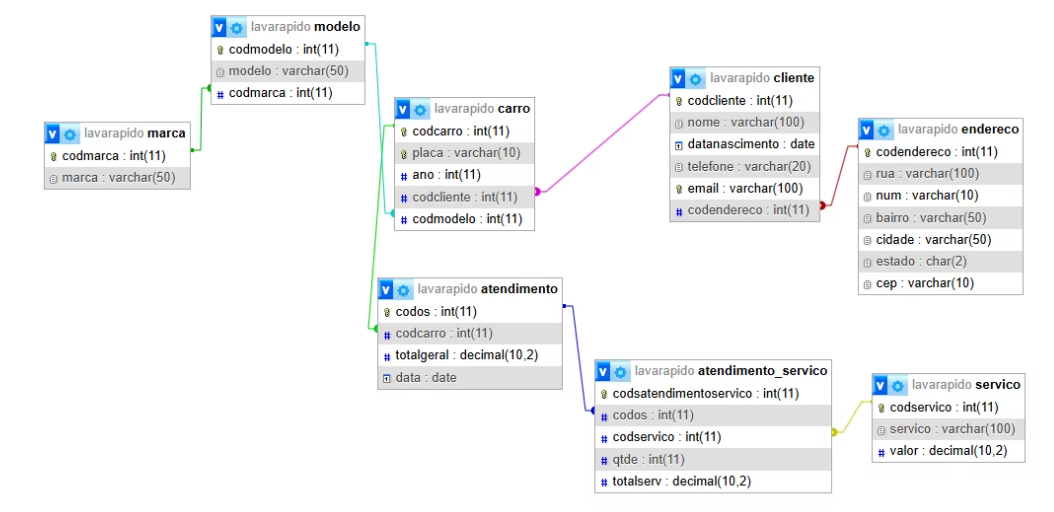 lavarapido modelo
codmodelo : int(11)
modelo : varchar(50)
codmarca : int(11)
lavarapido marca
codmarca : int(11)
marca : varchar(50)
lavarapido carro
codcarro : int(11)
placa : varchar(10)
ano : int(11)
codcliente : int(11)
codmodelo : int(11)
lavarapido cliente
codcliente : int(11)
nome : varchar(100)
datanascimento : date
telefone : varchar(20)
email : varchar(100)
codendereco : int(11)
lavarapido endereco
codendereco : int(11)
rua : varchar(100)
num : varchar(10)
bairro : varchar(50)
cidade : varchar(50)
estado : char(2)
cep : varchar(10)
lavarapido atendimento
codos : int(11)
codcarro : int(11)
totalgeral : decimal(10,2)
data : date
lavarapido atendimento_servico
codsatendimentoservico : int(11)
codos : int(11)
codservico : int(11)
qtde : int(11)
totalserv : decimal(10,2)
lavarapido servico
codservico : int(11)
servico : varchar(100)
valor : decimal(10,2)